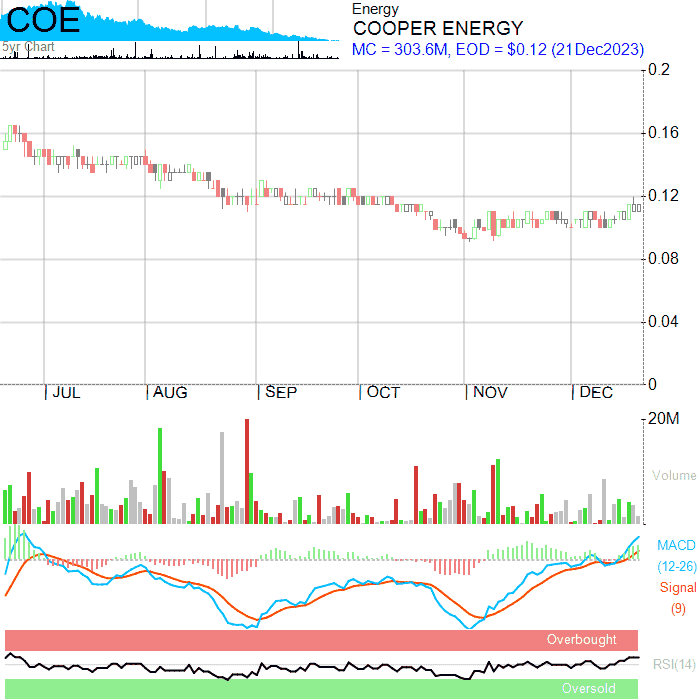 COE
5yr Chart
Energy
COOPER ENERGY
MC = 303.6M, EOD = $0.12 (21Dec2023)
0.2
0.16
0.12
0.08
0.04
0
JUL AUG SEP OCT NOV DEC
20M
Volume
MACD
(12-26)
Signal
(9)
Overbought
RSI(14)
Oversold